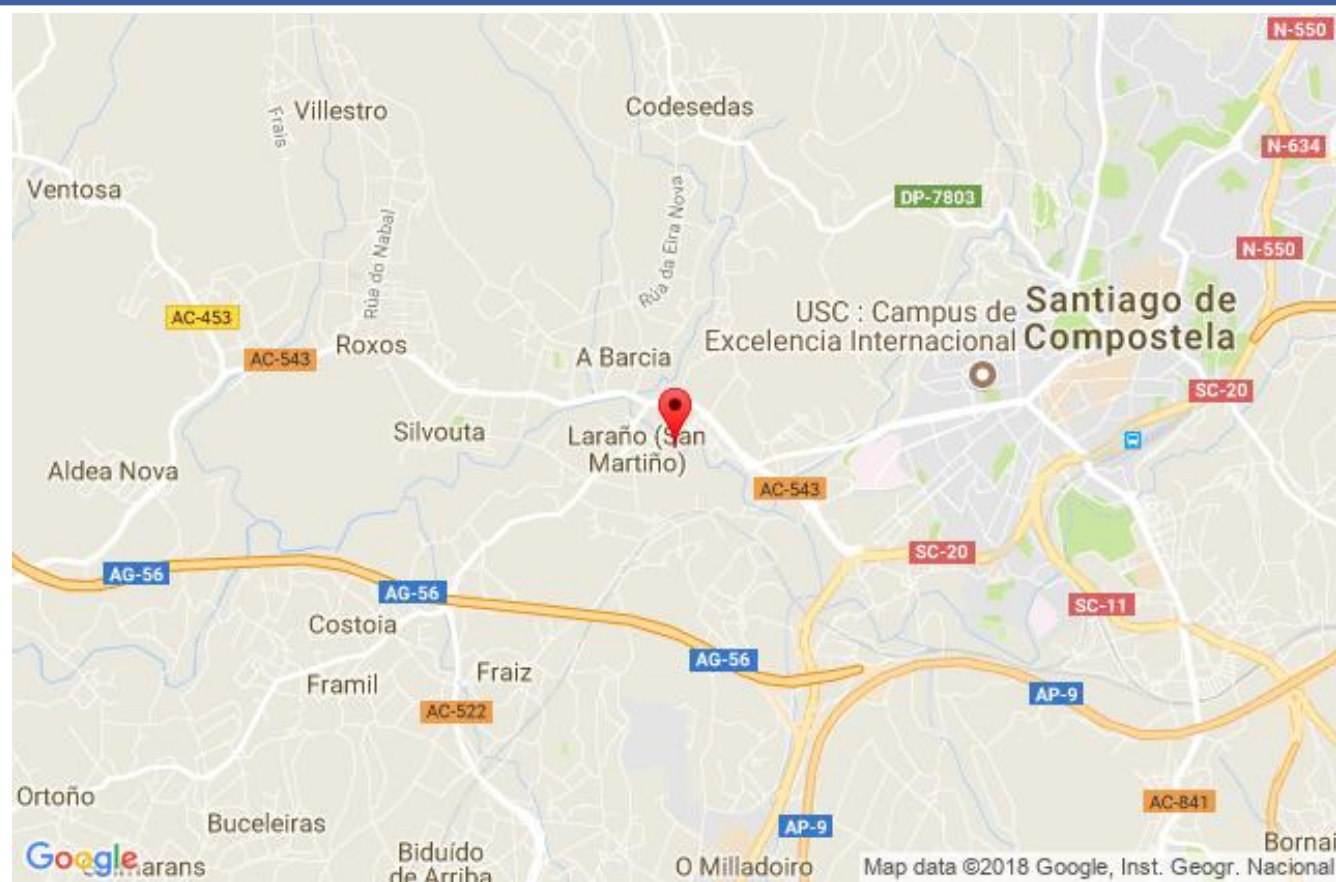 N-550
Villestro
Codesedas
Frais
N-634
Ventosa
DP-7803
Rúa da Eira Nova
Rúa do Nabal
N-550
AC-453
USC : Campus de
Excelencia Internacional
Santiago de
Compostela
Roxos
A Barcia
AC-543
SC-20
Silvouta
Laraño (San
Martiño)
Aldea Nova
AC-543
SC-20
AG-56
AG-56
SC-11
Costoia
AG-56
Fraiz
Framil
AP-9
AC-522
Ortoño
AC-841
Buceleiras
AP-9
Bornai
Biduído
de Arriba
O Milladoiro
Google
Map data ©2018 Google, Inst. Geogr. Nacional